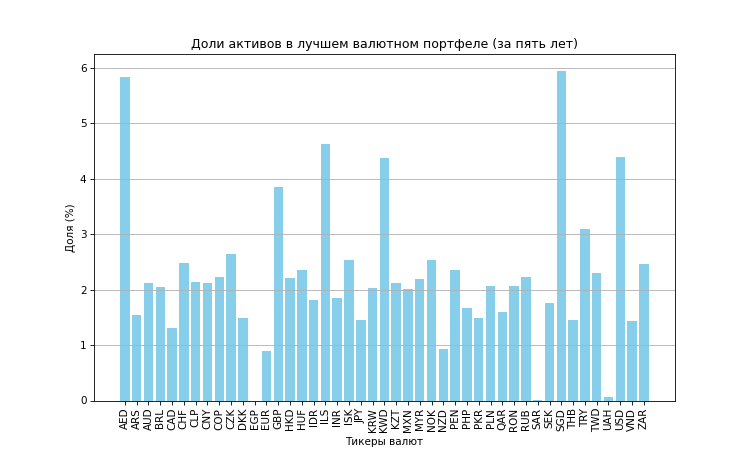 Доли активов в лучшем валютном портфеле (за пять лет)
Доля (%)
6
5
4
3
2
1
0
AED ARS AUD BRL CAD CHF CLP CNY COP CZK DKK EGP EUR GBP HKD HUF IDR ILS INR ISK JPY KRW KWD KZT MXN MYR NOK NZD PEN PHP PKR PLN QAR RON RUB SAR SEK SGD THB TRY TWD UAH USD VND ZAR
Тикеры валют